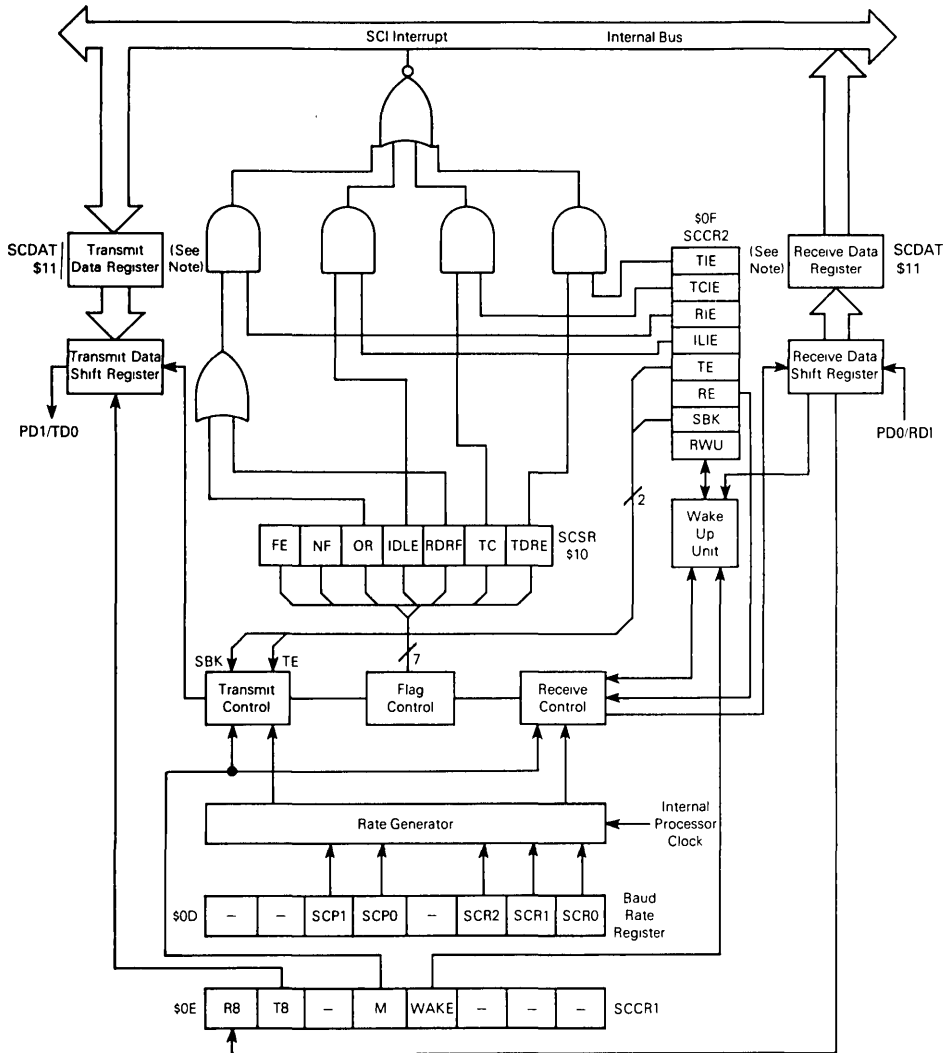 SCI Interrupt
Internal Bus
$0F
SCCR2
SCDAT
$11
Transmit
Data Register
(See
Note)
TIE
TCIE
RIE
ILIE
TE
RE
SBK
RWU
(See
Note)
Receive Data
Register
SCDAT
$11
Transmit Data
Shift Register
Receive Data
Shift Register
PD1/TD0
PD0/RDI
2
Wake
Up
Unit
FE NF OR IDLE RDRF TC TDRE
SCSR
$10
7
SBK
TE
Transmit
Control
Flag
Control
Receive
Control
Rate Generator
Internal
Processor
Clock
$0D
– – SCP1 SCP0 – SCR2 SCR1 SCR0
Baud
Rate
Register
$0E
R8 T8 – M WAKE – – –
SCCR1